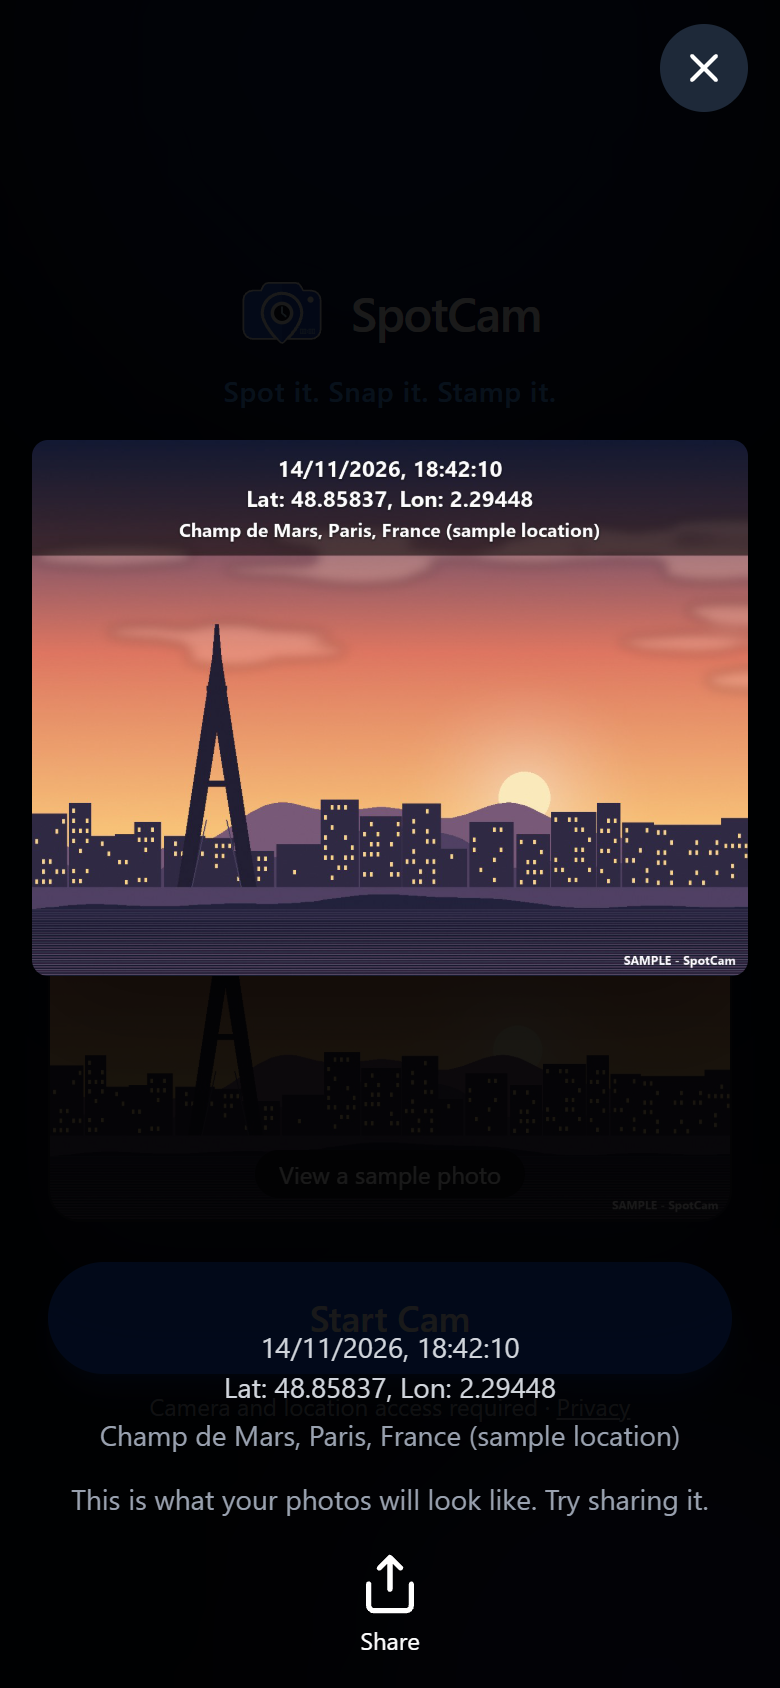 SpotCam
Spot it. Snap it. Stamp it.
14/11/2026, 18:42:10
Lat: 48.85837, Lon: 2.29448
Champ de Mars, Paris, France (sample location)
SAMPLE - SpotCam
View a sample photo
SAMPLE - SpotCam
Start Cam
14/11/2026, 18:42:10
Lat: 48.85837, Lon: 2.29448
Camera and location access required · Privacy
Champ de Mars, Paris, France (sample location)
This is what your photos will look like. Try sharing it.
Share